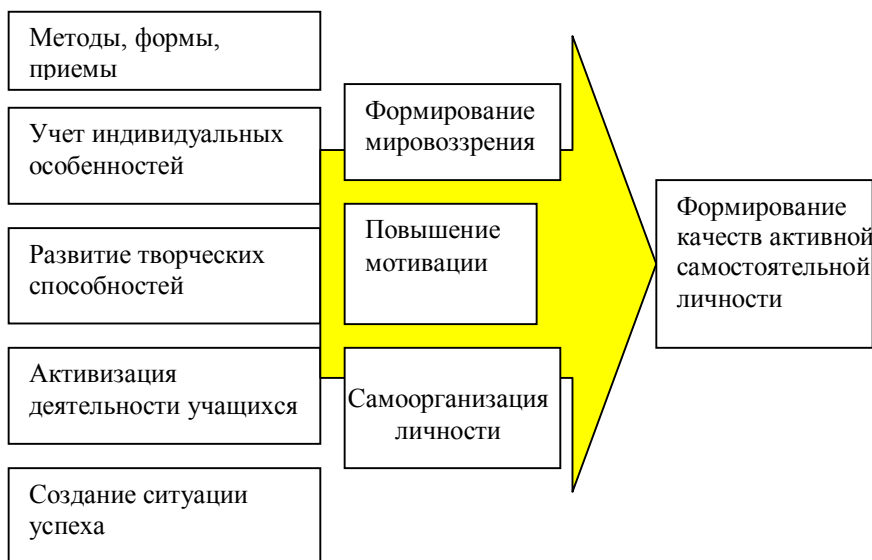 Методы, формы,
приемы
Учет индивидуальных
особенностей
Развитие творческих
способностей
Активизация
деятельности учащихся
Создание ситуации
успеха
Формирование
мировоззрения
Повышение
мотивации
Самоорганизация
личности
Формирование
качеств активной
самостоятельной
личности